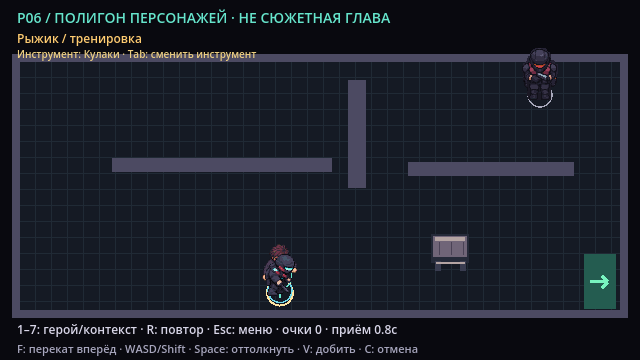 P06 / ПОЛИГОН ПЕРСОНАЖЕЙ · НЕ СЮЖЕТНАЯ ГЛАВА
Рыжик / тренировка
Инструмент: Кулаки · Tab: сменить инструмент
1–7: герой/контекст · R: повтор · Esc: меню · очки 0 · приём 0.8с
F: перекат вперёд · WASD/Shift · Space: оттолкнуть · V: добить · C: отмена